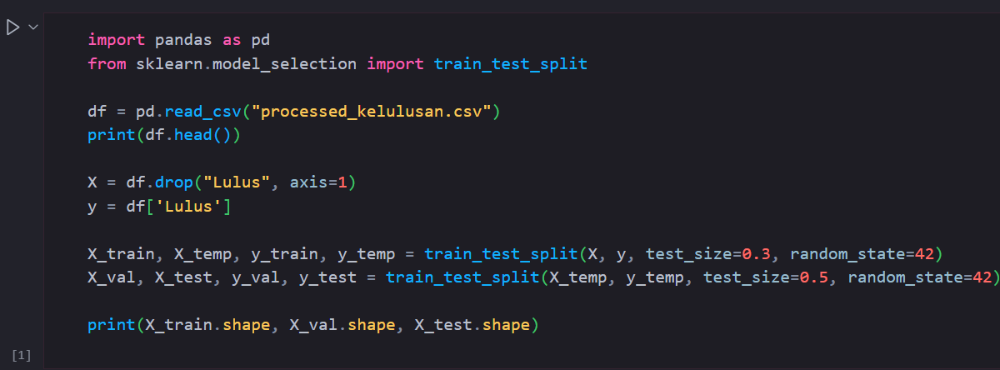 import pandas as pd
from sklearn.model_selection import train_test_split
df = pd.read_csv("processed_kelulusan.csv")
print(df.head())
X = df.drop("Lulus", axis=1)
y = df['Lulus']
X_train, X_temp, y_train, y_temp = train_test_split(X, y, test_size=0.3, random_state=42)
X_val, X_test, y_val, y_test = train_test_split(X_temp, y_temp, test_size=0.5, random_state=42)
print(X_train.shape, X_val.shape, X_test.shape)
[1]